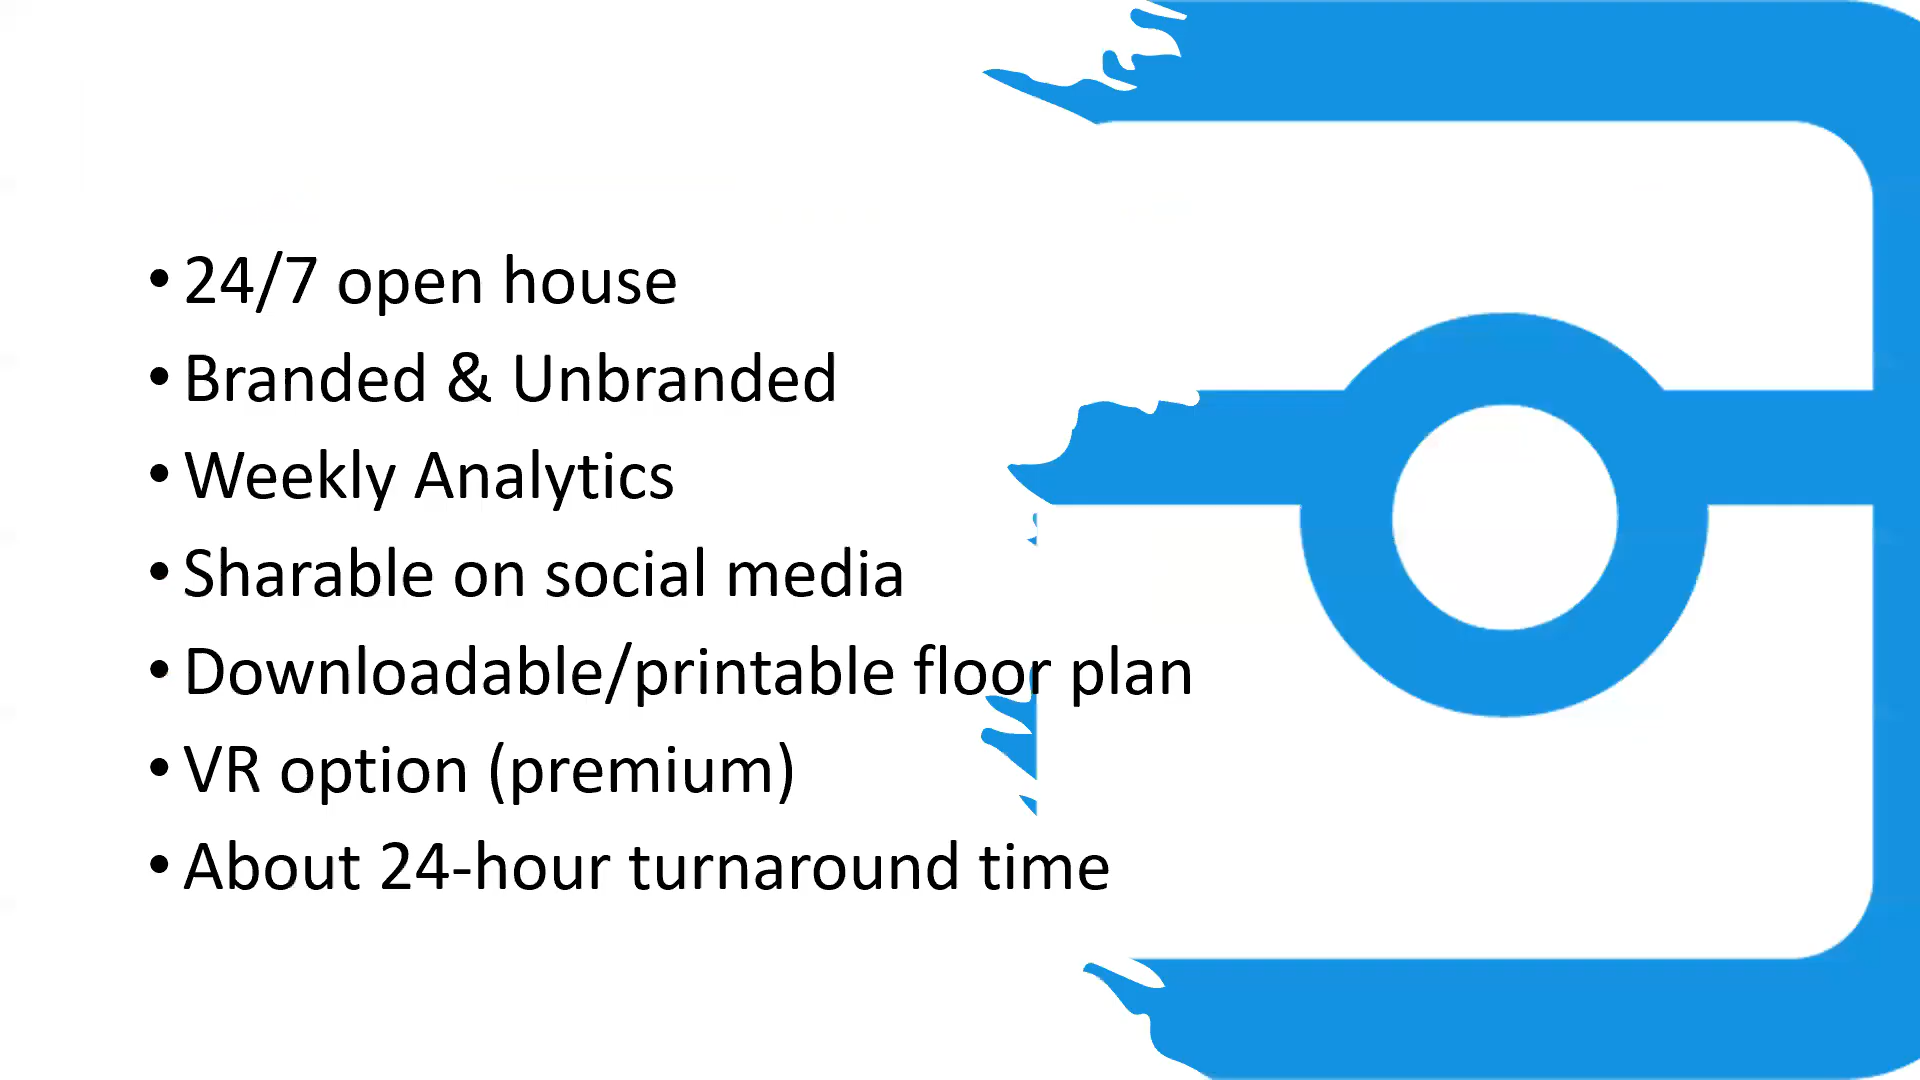 • 24/7 open house
• Branded & Unbranded
• Weekly Analytics
• Sharable on social media
• Downloadable/printable floor plan
• VR option (premium)
• About 24-hour turnaround time